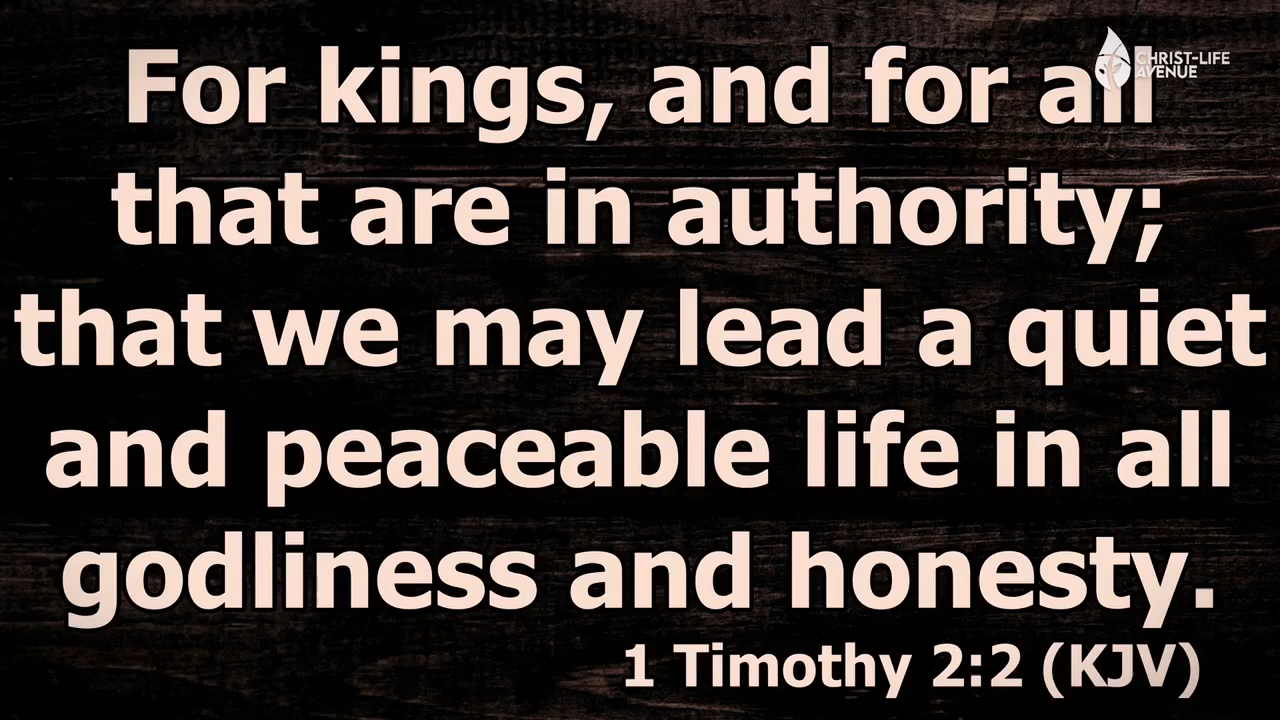 For kings, and for all
CHRIST-LIFE
AVENUE
that are in authority;
that we may lead a quiet
and peaceable life in all
godliness and honesty.
1 Timothy 2:2 (KJV)